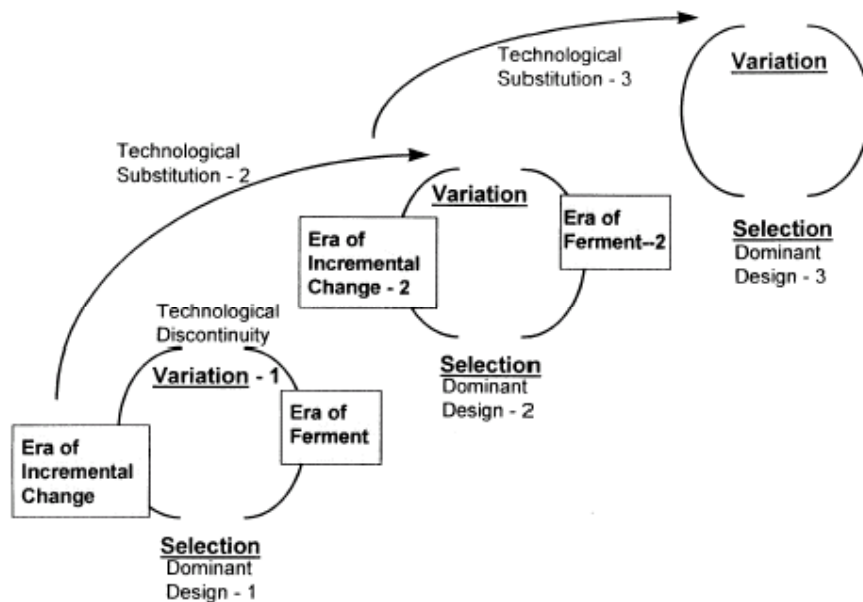 Technological
Substitution - 3
Variation
Selection
Dominant
Design - 3
Technological
Substitution - 2
Variation
Era of
Ferment--2
Era of
Incremental
Change - 2
Selection
Dominant
Design - 2
Technological
Discontinuity
Variation - 1
Era of
Ferment
Era of
Incremental
Change
Selection
Dominant
Design - 1